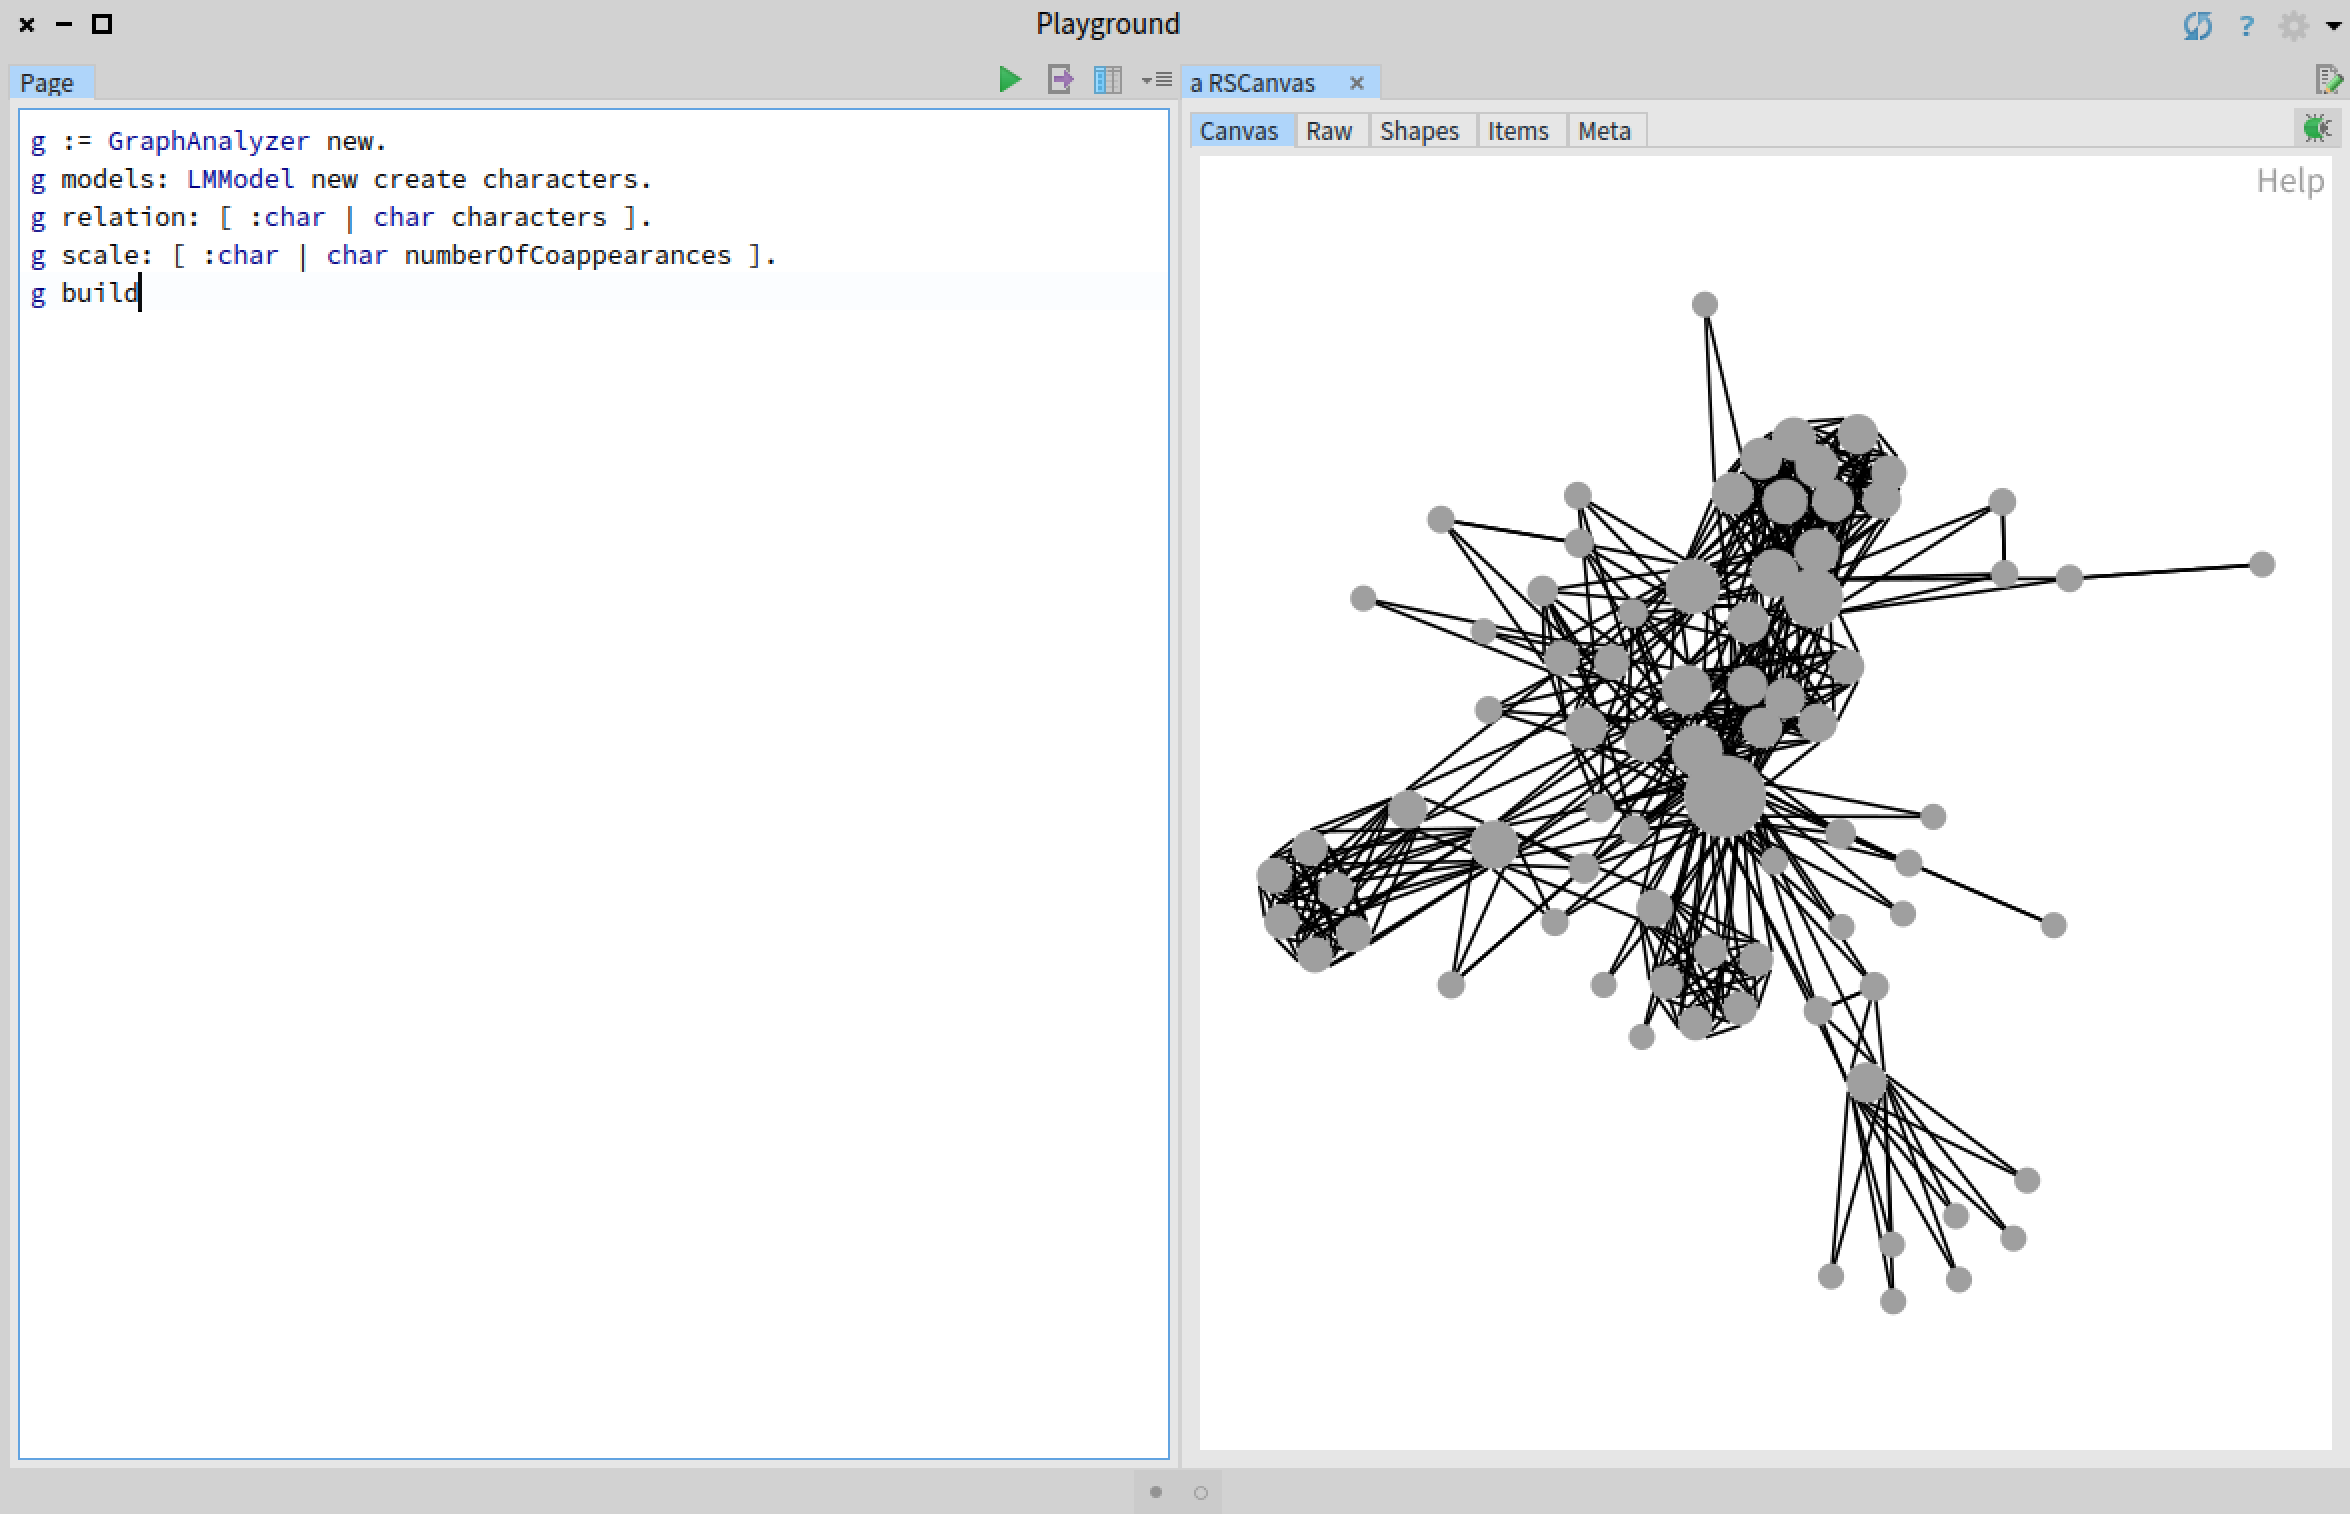 Playground
?
Page
a RSCanvas
Canvas Raw Shapes Items Meta
g := GraphAnalyzer new.
g models: LMModel new create characters.
g relation: [ :char | char characters ].
g scale: [ :char | char numberOfCoappearances ].
g build
Help